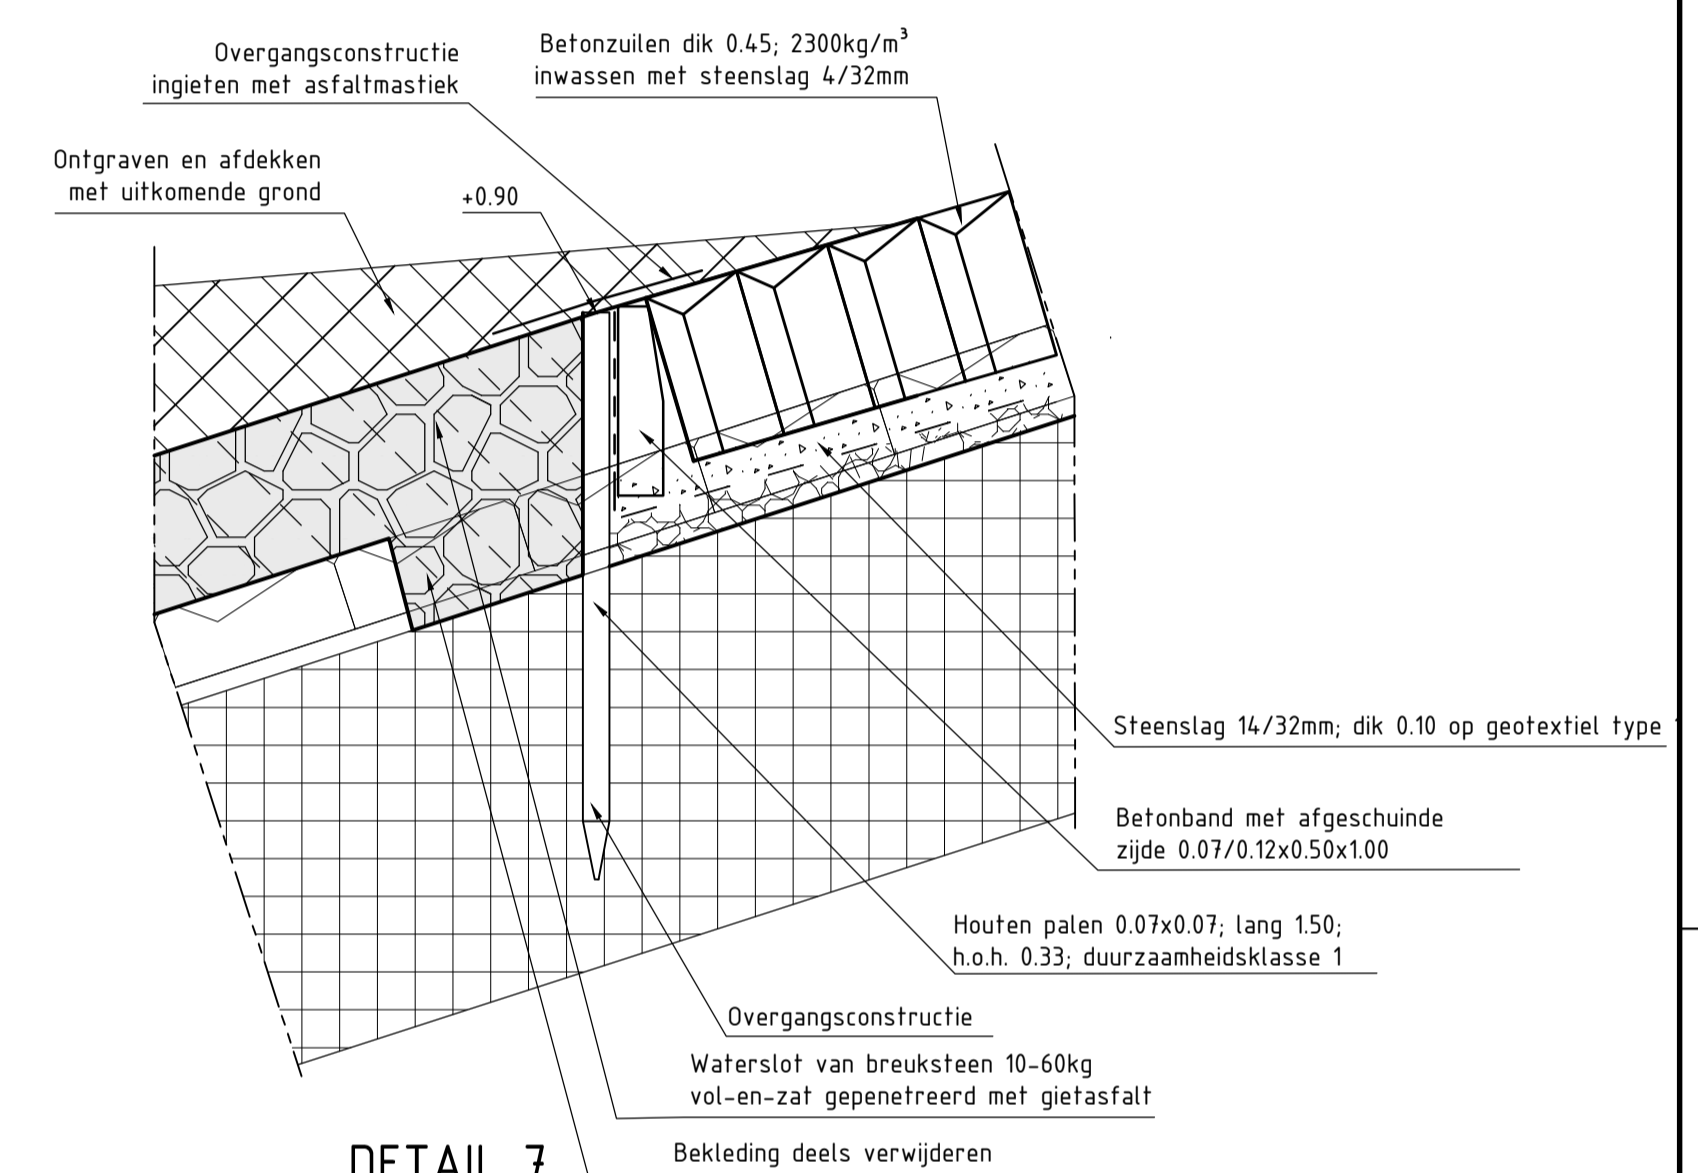 Overgangsconstructie
ingieten met asfaltmastiek
Betonzuilen dik 0.45; 2300kg/m³
inwassen met steenslag 4/32mm
Ontgraven en afdekken
met uitkomende grond
+0.90
Steenslag 14/32mm; dik 0.10 op geotextiel type
Betonband met afgeschuinde
zijde 0.07/0.12x0.50x1.00
Houten palen 0.07x0.07; lang 1.50;
h.o.h. 0.33; duurzaamheidsklasse 1
Overgangsconstructie
Waterslot van breuksteen 10-60kg
vol-en-zat gepenetreerd met gietasfalt
Bekleding deels verwijderen
DETAIL 7